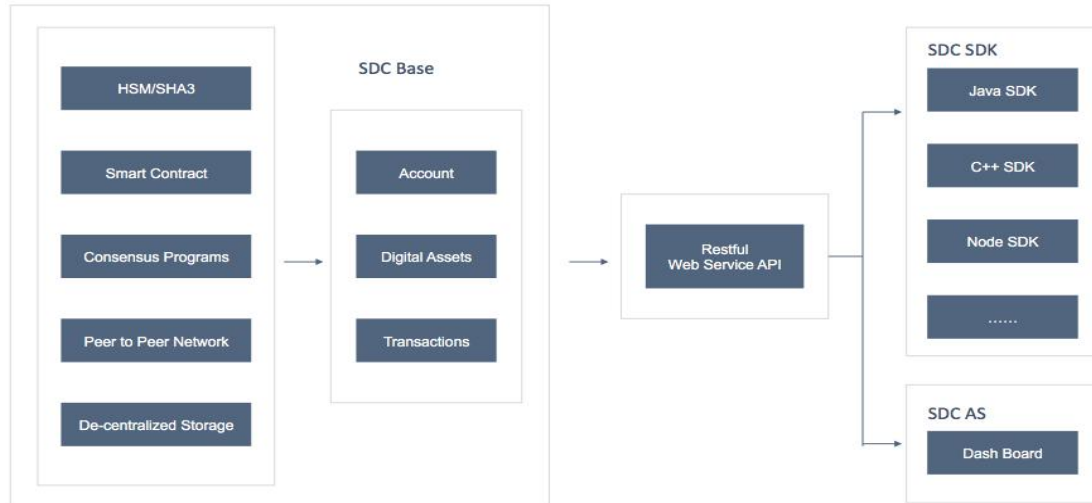 SDC Base
HSM/SHA3
Smart Contract
Consensus Programs
Peer to Peer Network
De-centralized Storage
Account
Digital Assets
Transactions
Restful
Web Service API
SDC SDK
Java SDK
C++ SDK
Node SDK
......
SDC AS
Dash Board